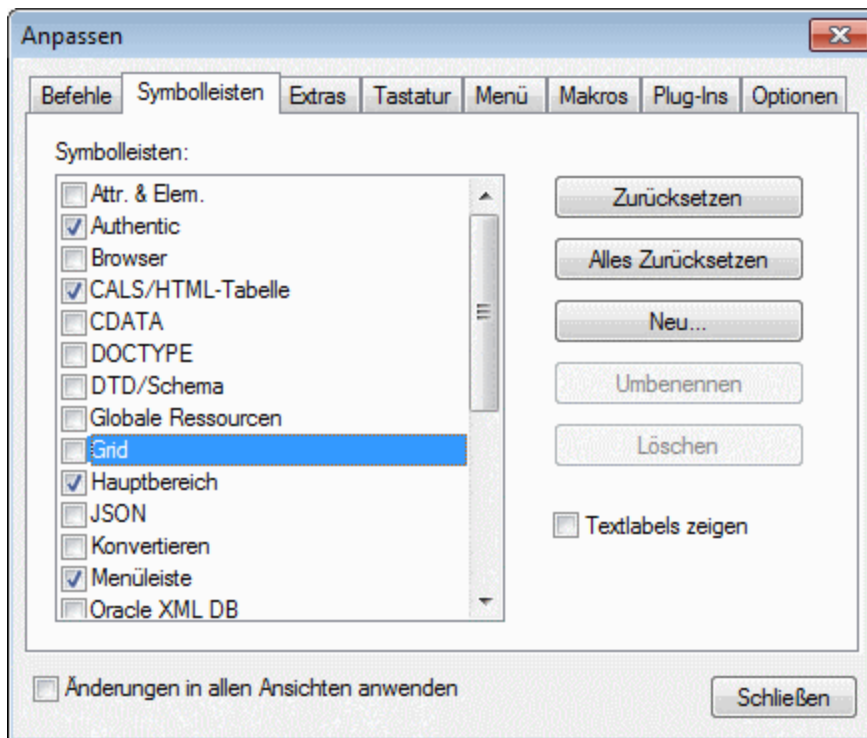 Anpassen
Befehle Symbolleisten Extras Tastatur Menü Makros Plug-Ins Optionen
Symbolleisten:
Attr. & Elem.
Authentic
Browser
CALS/HTML-Tabelle
CDATA
DOCTYPE
DTD/Schema
Globale Ressourcen
Grid
Hauptbereich
JSON
Konvertieren
Menüleiste
Oracle XML DB
Zurücksetzen
Alles Zurücksetzen
Neu...
Umbenennen
Löschen
Textlabels zeigen
Änderungen in allen Ansichten anwenden
Schließen